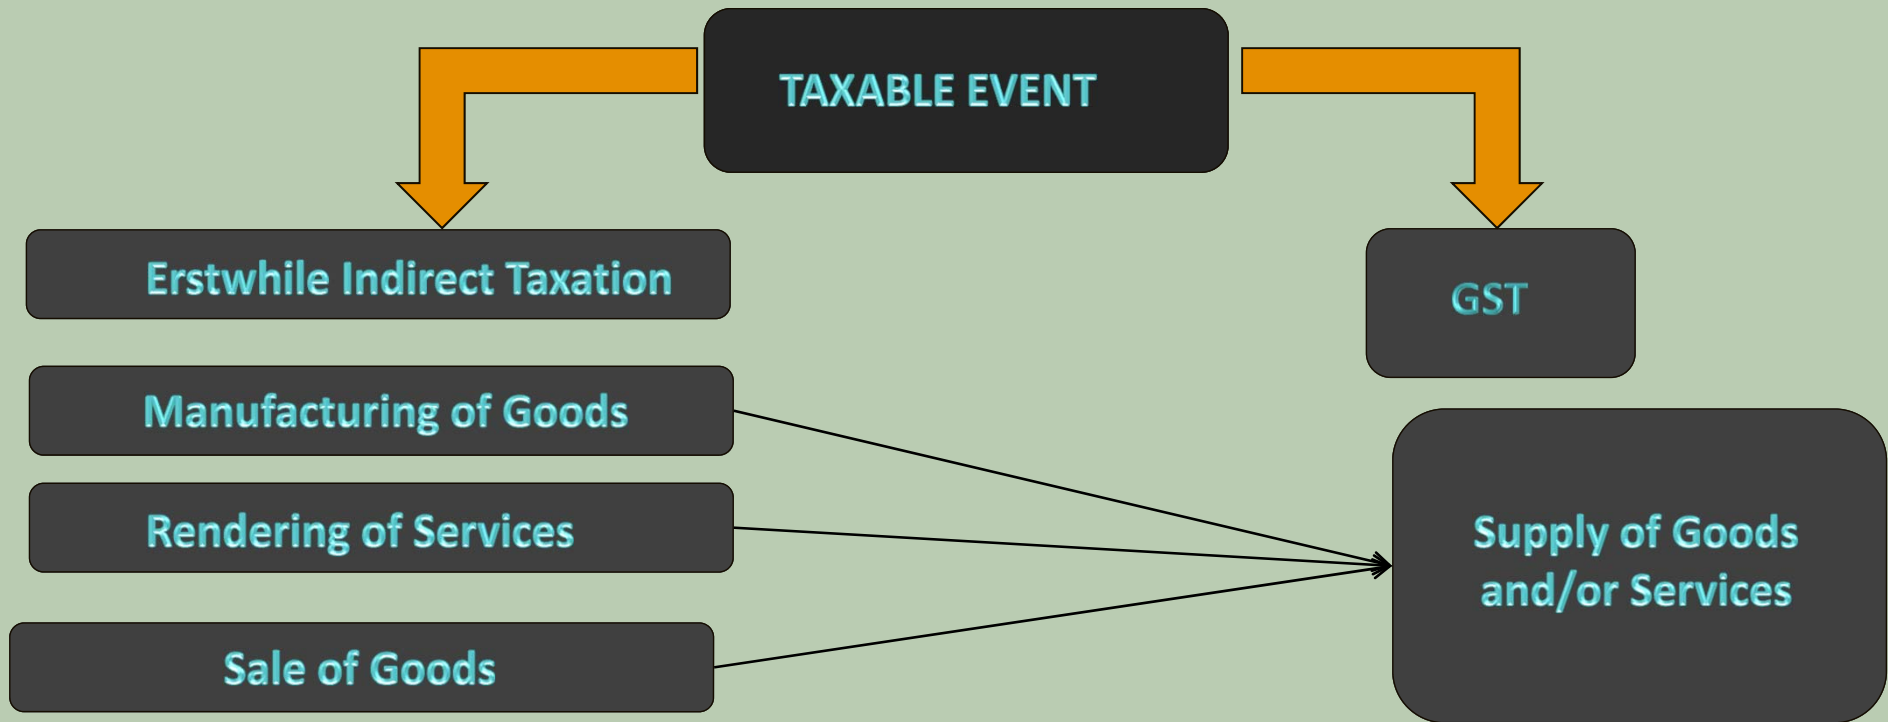 TAXABLE EVENT
Erstwhile Indirect Taxation
GST
Manufacturing of Goods
Rendering of Services
Sale of Goods
Supply of Goods
and/or Services